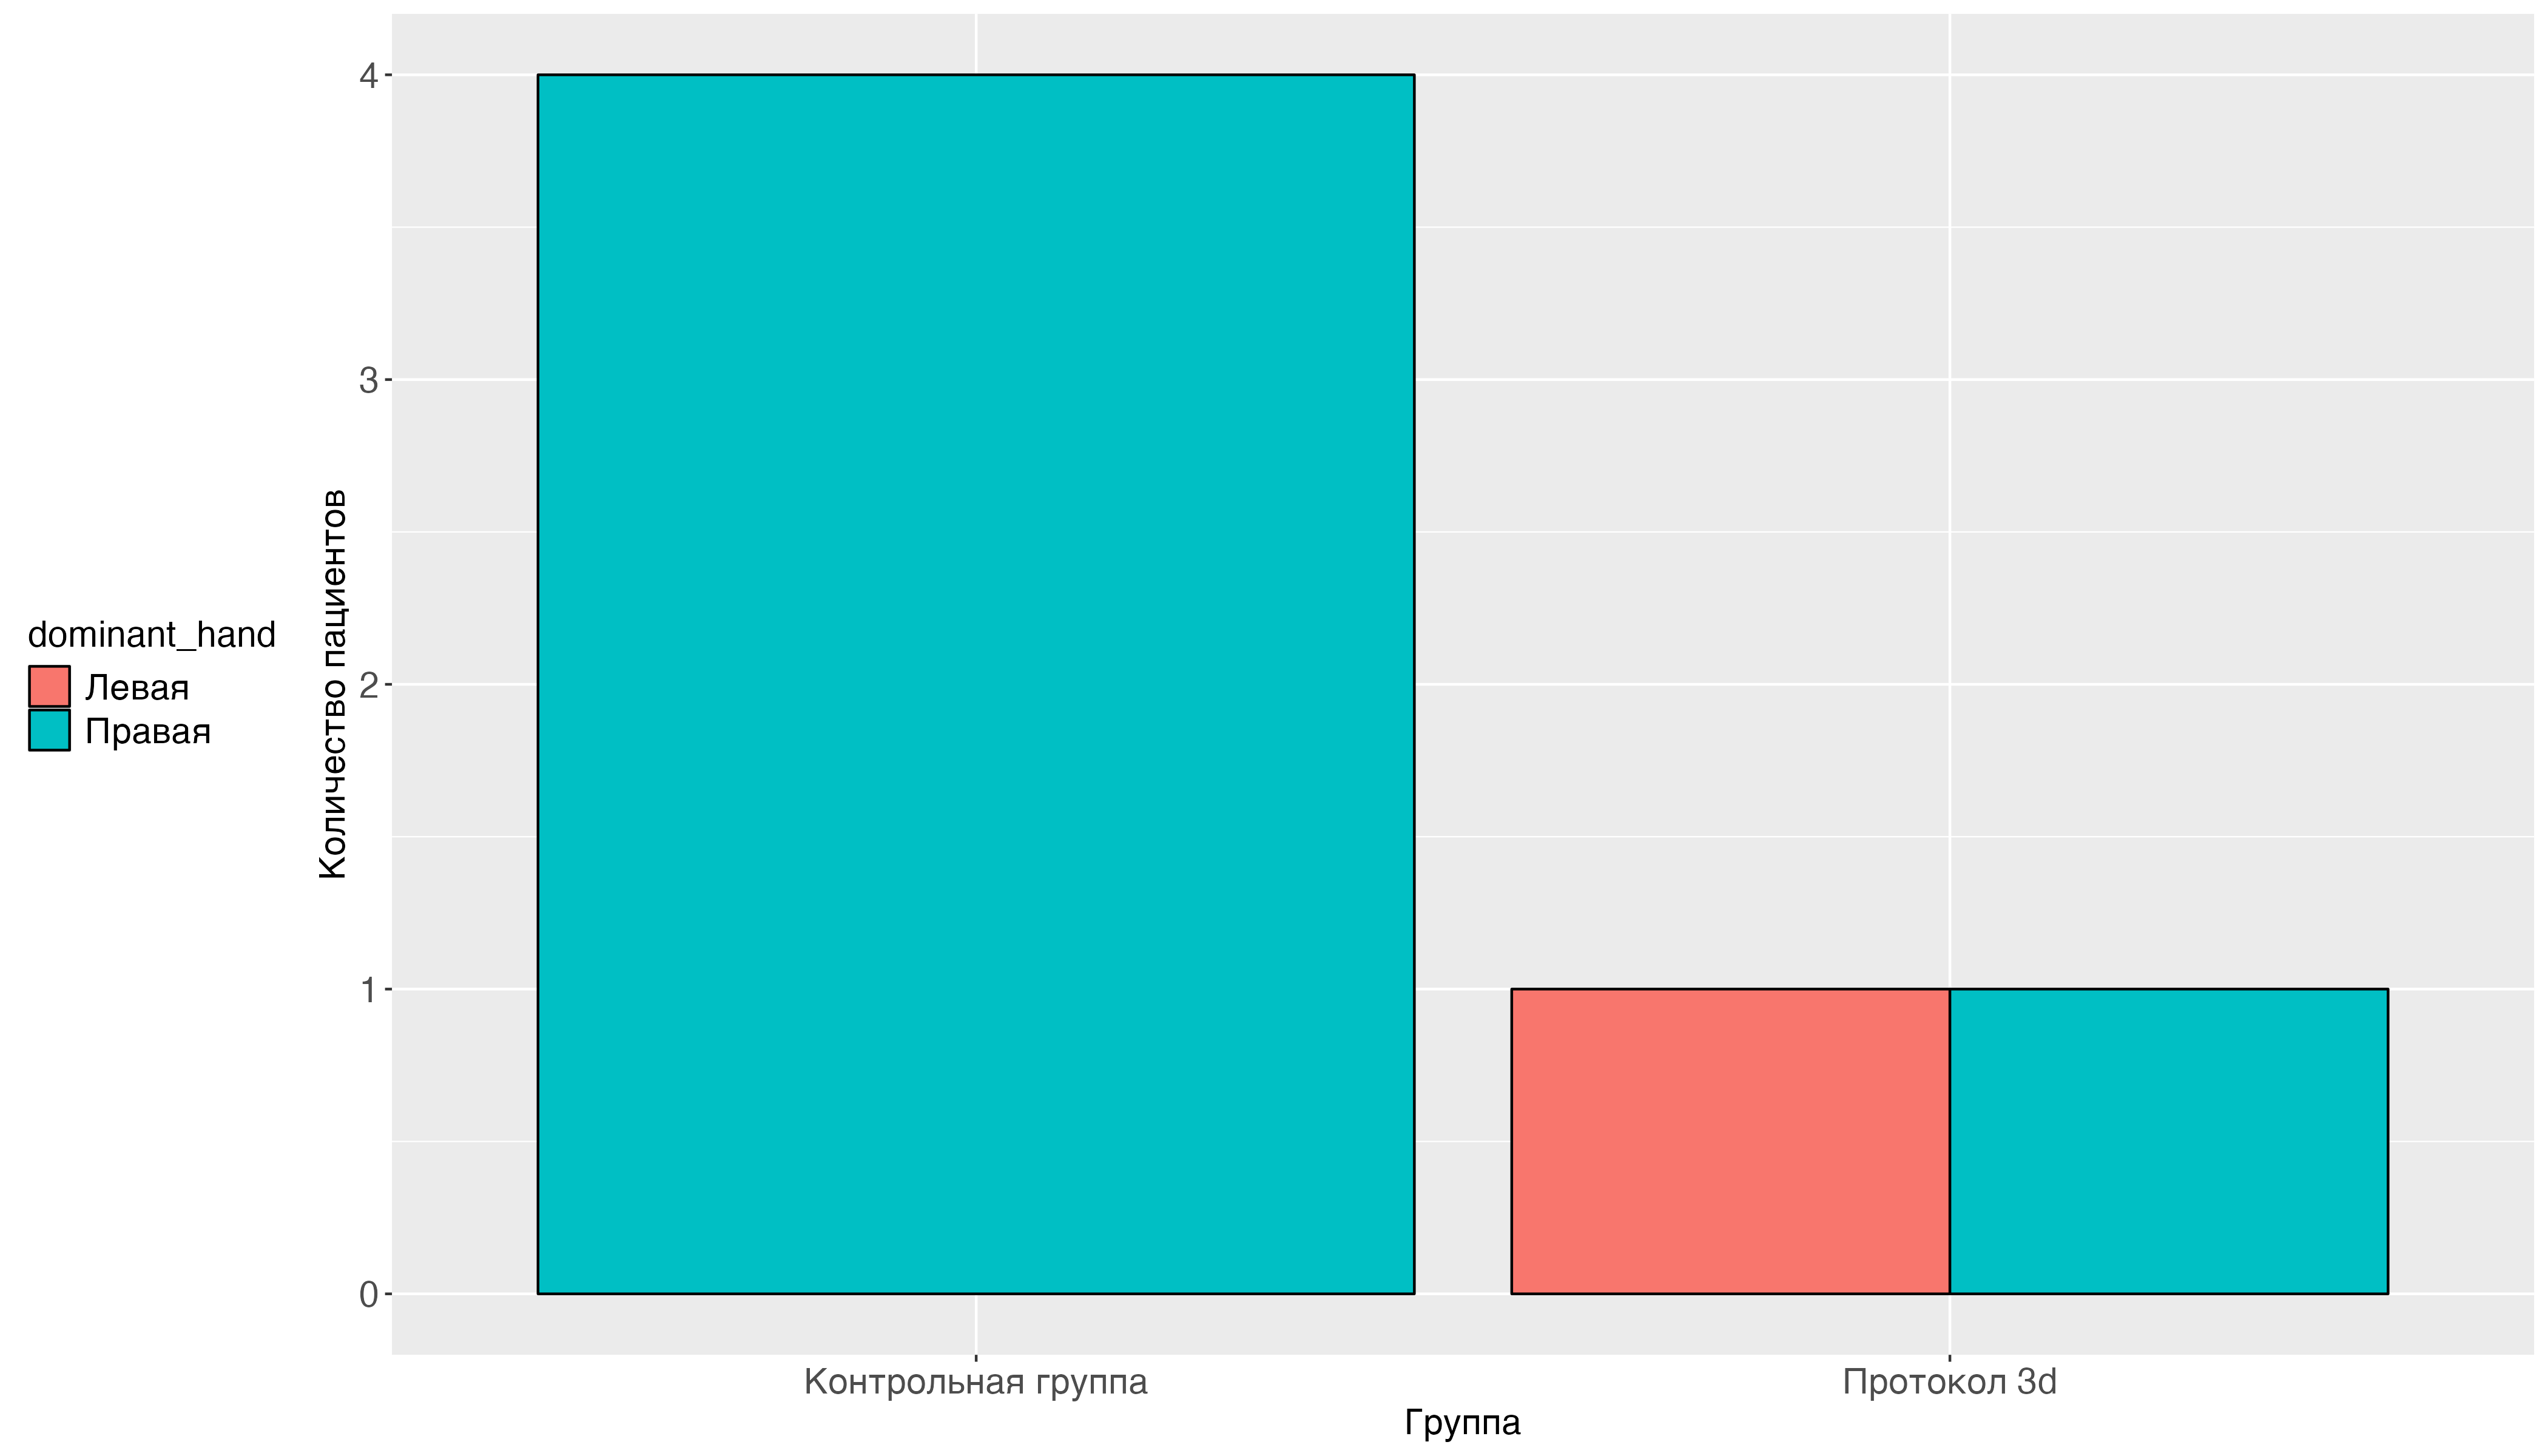 dominant_hand
Левая
Правая
Количество пациентов
4
3
2
1
0
Контрольная группа
Протокол 3d
Группа